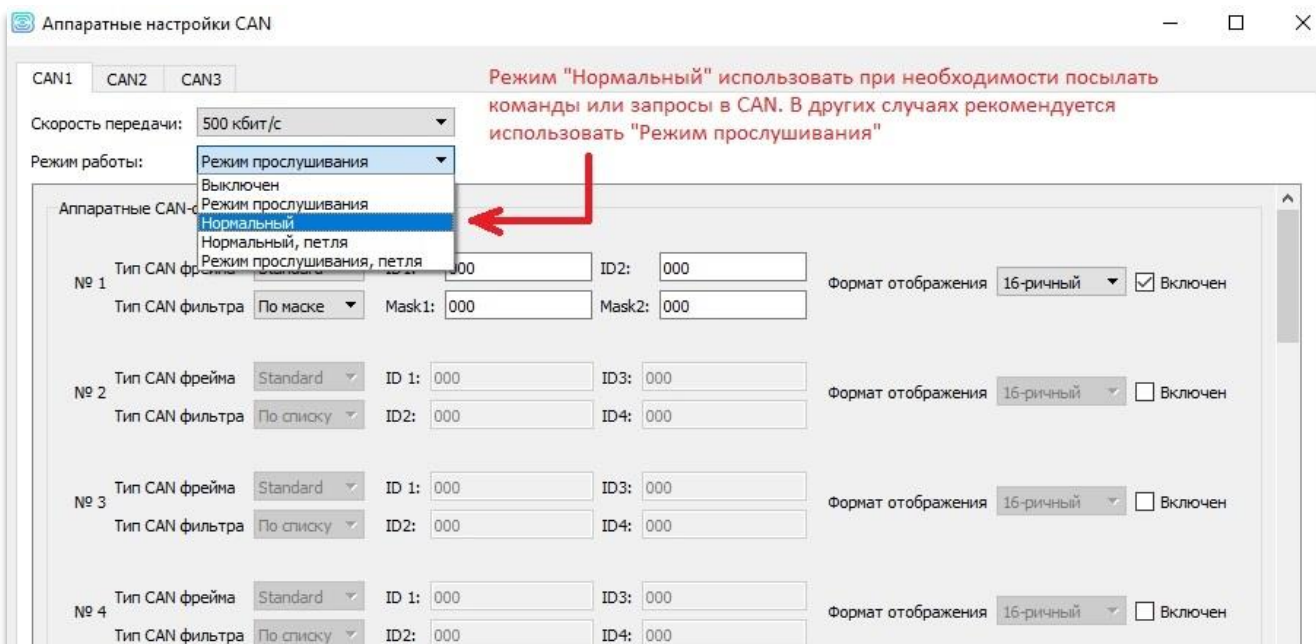 Аппаратные настройки CAN
CAN1 CAN2 CAN3
Режим "Нормальный" использовать при необходимости посылать
команды или запросы в CAN. В других случаях рекомендуется
использовать "Режим прослушивания"
Скорость передачи: 500 кбит/с
Режим работы: Режим прослушивания
Выключен
Режим прослушивания
Нормальный
Нормальный, петля
Режим прослушивания, петля
Аппаратные CAN-
№ 1 Тип CAN 000 ID2: 000 Формат отображения 16-ричный Включен
Тип CAN фильтра По маске Mask1: 000 Mask2: 000
№ 2 Тип CAN фрейма Standard ID 1: 000 ID3: 000 Формат отображения 16-ричный Включен
Тип CAN фильтра По списку ID2: 000 ID4: 000
№ 3 Тип CAN фрейма Standard ID 1: 000 ID3: 000 Формат отображения 16-ричный Включен
Тип CAN фильтра По списку ID2: 000 ID4: 000
№ 4 Тип CAN фрейма Standard ID 1: 000 ID3: 000 Формат отображения 16-ричный Включен
Тип CAN фильтра По списку ID2: 000 ID4: 000